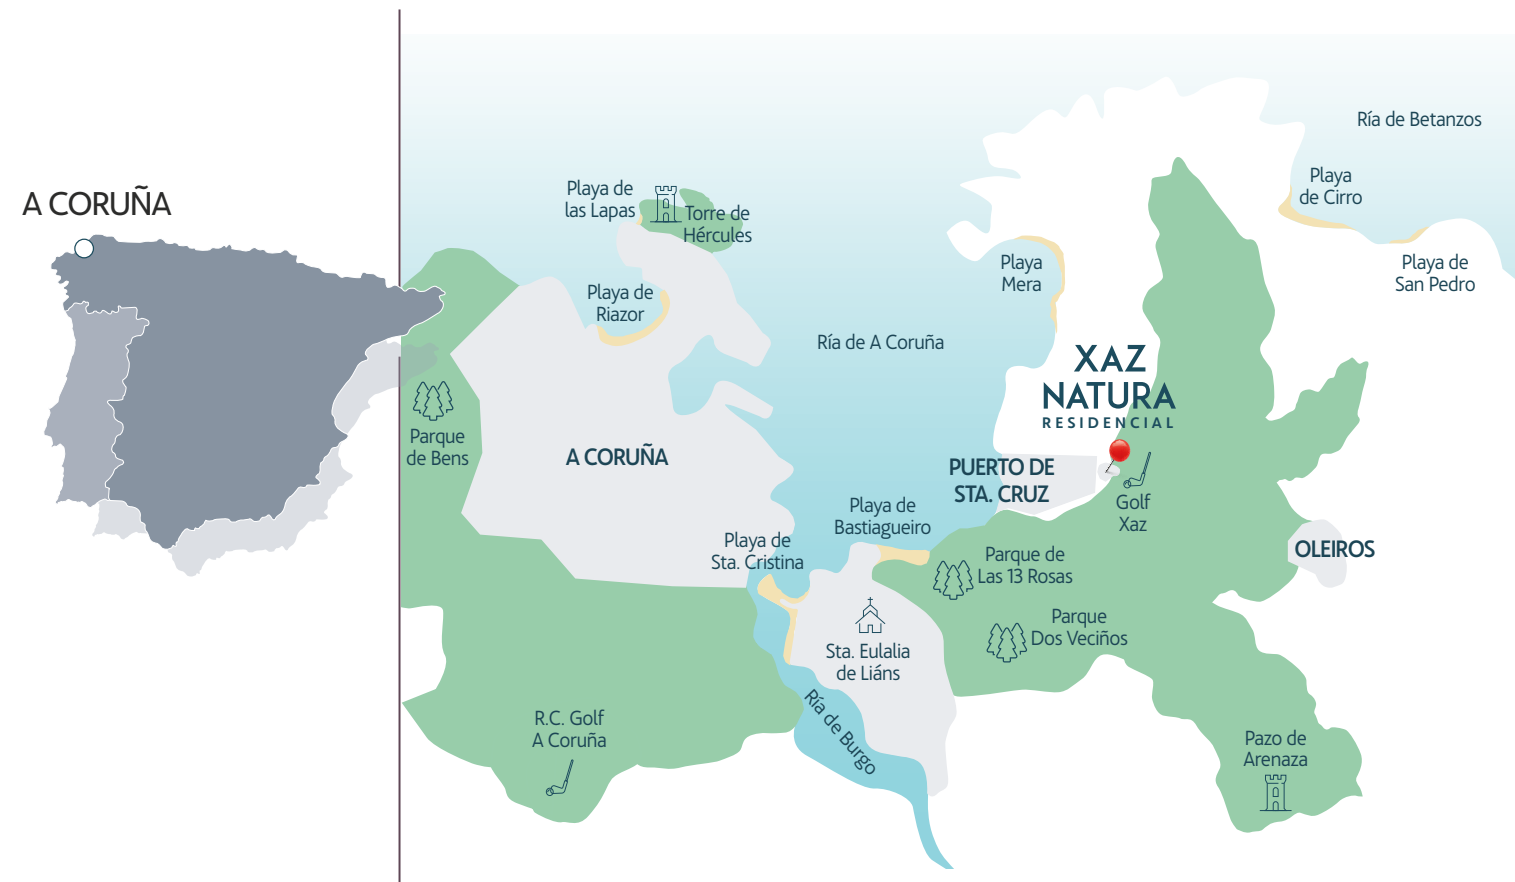 A CORUÑA
Ría de Betanzos
Playa de
las Lapas
Torre de
Hércules
Playa
de Cirro
Playa
Mera
Playa de
San Pedro
Playa de
Riazor
Ría de A Coruña
XAZ
NATURA
RESIDENCIAL
Parque
de Bens
A CORUÑA
PUERTO DE
STA. CRUZ
Golf
Xaz
Playa de
Bastiagueiro
Playa de
Sta. Cristina
OLEIROS
Parque de
Las 13 Rosas
Parque
Dos Veciños
Sta. Eulalia
de Liáns
Ría de Burgo
R.C. Golf
A Coruña
Pazo de
Arenaza